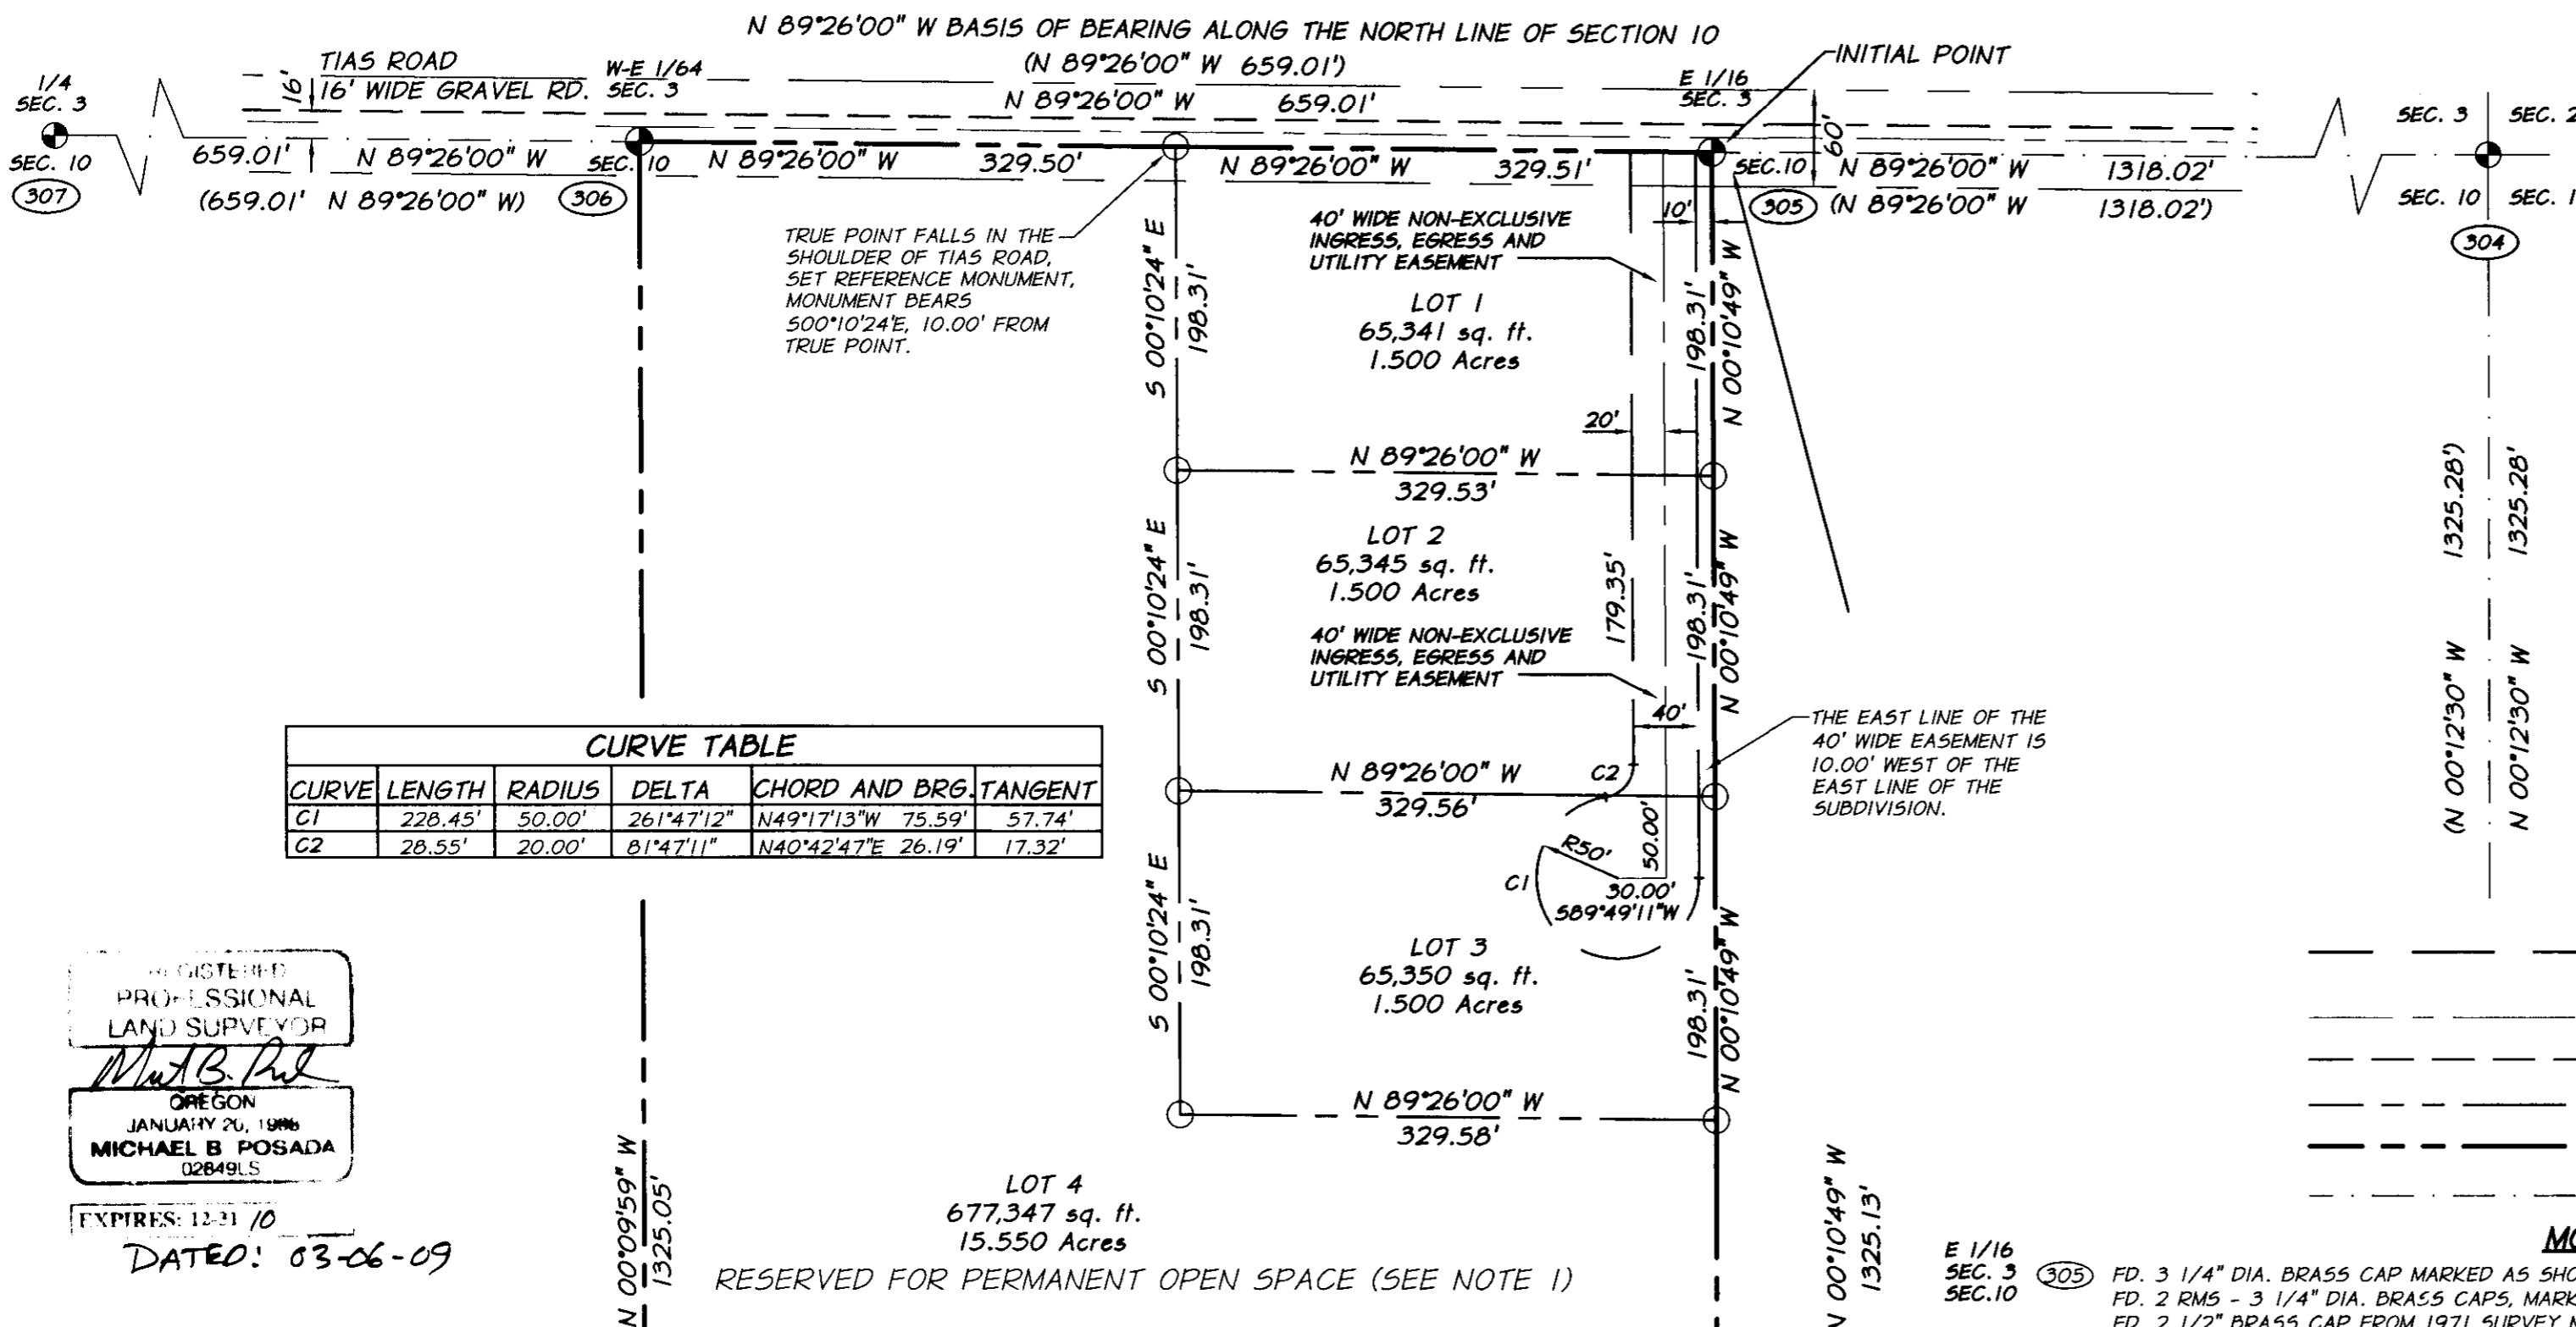 N 89°26'00" W BASIS OF BEARING ALONG THE NORTH LINE OF SECTION 10
(N 89°26'00" W 659.01')
N 89°26'00" W 659.01'
INITIAL POINT
TIAS ROAD
16' WIDE GRAVEL RD.
16'
1/4
SEC. 3
SEC. 10
307
W-E 1/64
SEC. 3
SEC. 10
306
E 1/16
SEC. 3
SEC.10
305
60'
SEC. 3 SEC. 2
SEC. 10 SEC. 1
304
659.01' N 89°26'00" W
(659.01' N 89°26'00" W)
N 89°26'00" W 329.50'
N 89°26'00" W 329.51'
N 89°26'00" W 1318.02'
(N 89°26'00" W 1318.02')
TRUE POINT FALLS IN THE
SHOULDER OF TIAS ROAD,
SET REFERENCE MONUMENT,
MONUMENT BEARS
S00°10'24"E, 10.00' FROM
TRUE POINT.
40' WIDE NON-EXCLUSIVE
INGRESS, EGRESS AND
UTILITY EASEMENT
10'
LOT 1
65,341 sq. ft.
1.500 Acres
S 00°10'24" E
198.31'
198.31'
N 00°10'49" W
20'
N 89°26'00" W
329.53'
LOT 2
65,345 sq. ft.
1.500 Acres
40' WIDE NON-EXCLUSIVE
INGRESS, EGRESS AND
UTILITY EASEMENT
S 00°10'24" E
198.31'
179.35'
198.31'
N 00°10'49" W
40'
THE EAST LINE OF THE
40' WIDE EASEMENT IS
10.00' WEST OF THE
EAST LINE OF THE
SUBDIVISION.
(N 00°12'30" W 1325.28')
N 00°12'30" W 1325.28'
N 89°26'00" W
329.56'
C2
R50'
50.00'
C1
30.00'
S89°49'11"W
CURVE TABLE
CURVE LENGTH RADIUS DELTA CHORD AND BRG. TANGENT
C1 228.45' 50.00' 261°47'12" N49°17'13"W 75.59' 57.74'
C2 28.55' 20.00' 81°47'11" N40°42'47"E 26.19' 17.32'
LOT 3
65,350 sq. ft.
1.500 Acres
S 00°10'24" E
198.31'
198.31'
N 00°10'49" W
N 89°26'00" W
329.58'
REGISTERED
PROFESSIONAL
LAND SURVEYOR
OREGON
JANUARY 20,
MICHAEL B POSADA
02849LS
EXPIRES: 12-31 10
DATED: 03-06-09
N 00°09'59" W
1325.05'
LOT 4
677,347 sq. ft.
15.550 Acres
RESERVED FOR PERMANENT OPEN SPACE (SEE NOTE 1)
N 00°10'49" W
1325.13'
E 1/16
SEC. 3
SEC.10
305
FD. 3 1/4" DIA. BRASS CAP MARKED AS SHO
FD. 2 RMS - 3 1/4" DIA. BRASS CAPS, MARK
FD. 2 1/2" BRASS CAP FROM 1971 SURVEY